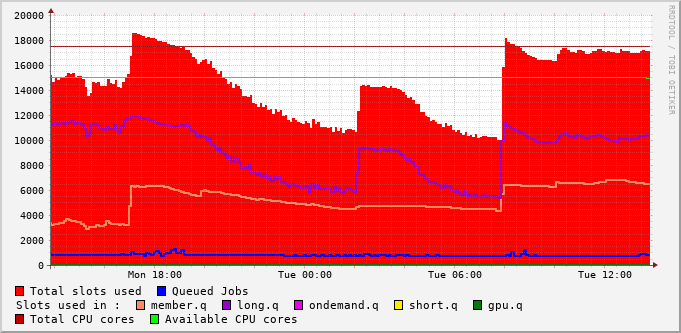 20000
18000
16000
14000
12000
10000
8000
6000
4000
2000
0
Mon 18:00 Tue 00:00 Tue 06:00 Tue 12:00
RRDTOOL / TOBI OETIKER
Total slots used Queued Jobs
Slots used in : member.q long.q ondemand.q short.q gpu.q
Total CPU cores Available CPU cores